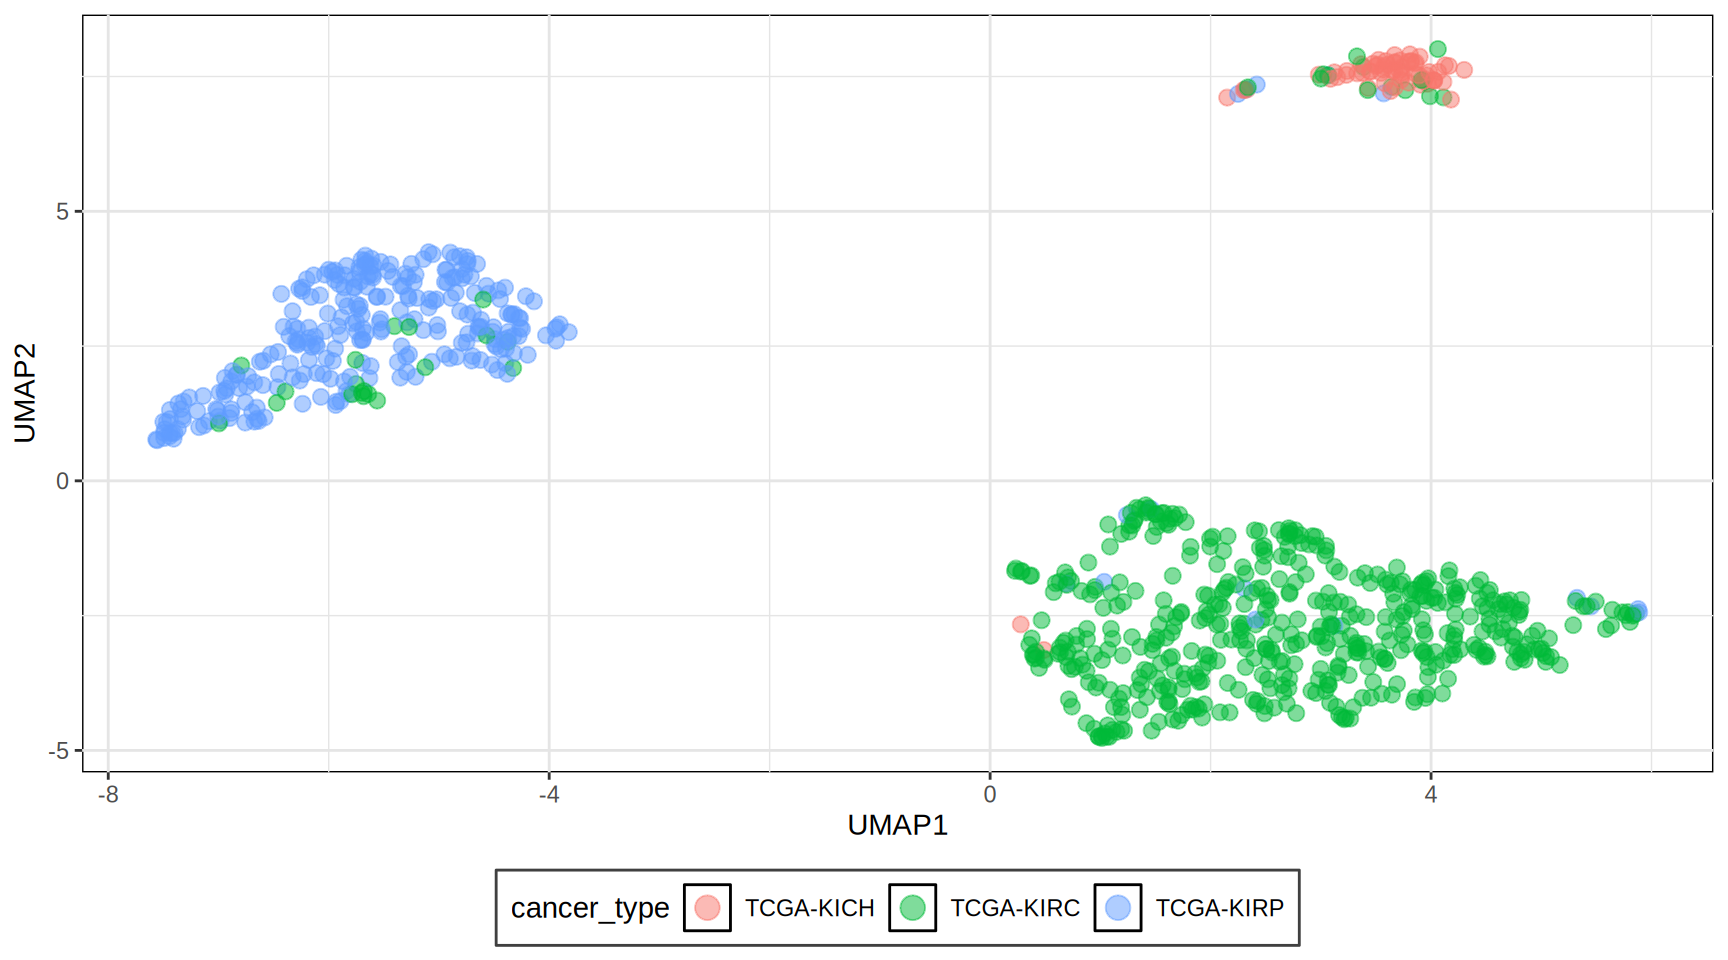 UMAP2
5
0
-5
-8 -4 0 4
UMAP1
cancer_type TCGA-KICH TCGA-KIRC TCGA-KIRP